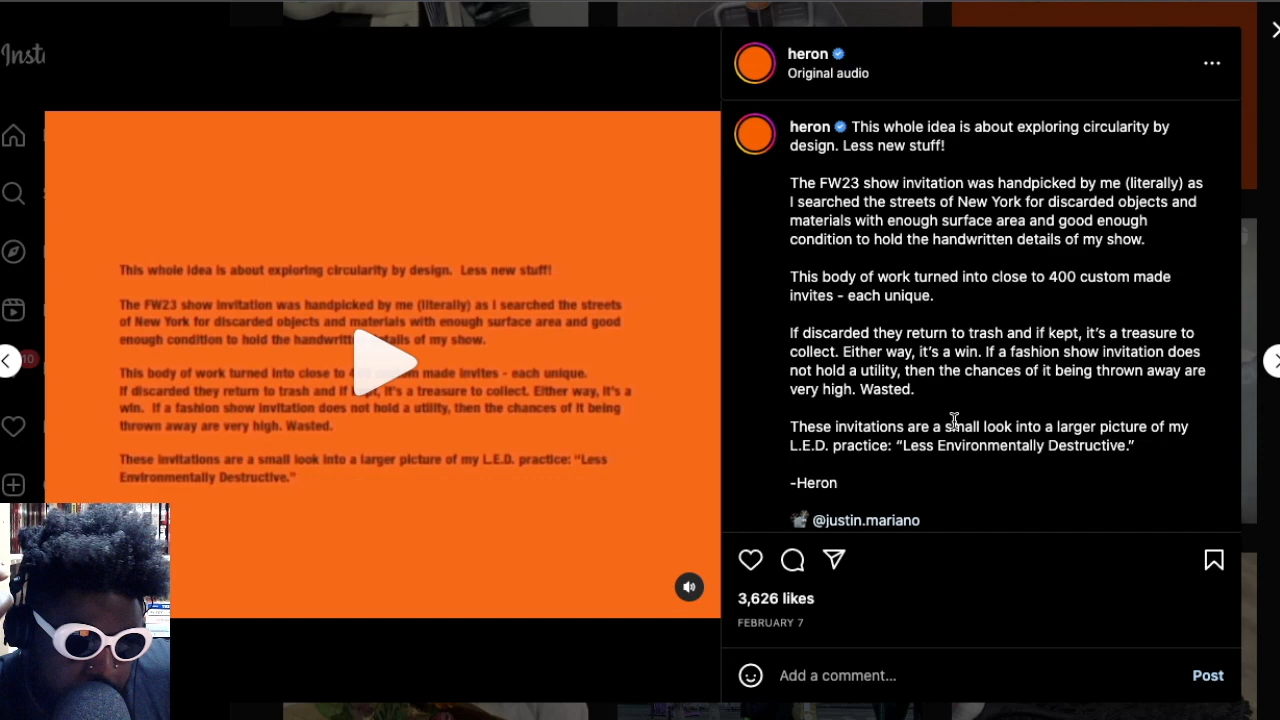 Insta
10
This whole idea is about exploring circularity by design. Less new stuff!
The FW23 show invitation was handpicked by me (literally) as I searched the streets
of New York for discarded objects and materials with enough surface area and good
enough condition to hold the handwritten details of my show.
This body of work turned into close to made invites - each unique.
If discarded they return to trash and if kept, it's a treasure to collect. Either way, it's a
win. If a fashion show invitation does not hold a utility, then the chances of it being
thrown away are very high. Wasted.
These invitations are a small look into a larger picture of my L.E.D. practice: "Less
Environmentally Destructive."
heron
Original audio
heron This whole idea is about exploring circularity by
design. Less new stuff!
The FW23 show invitation was handpicked by me (literally) as
I searched the streets of New York for discarded objects and
materials with enough surface area and good enough
condition to hold the handwritten details of my show.
This body of work turned into close to 400 custom made
invites - each unique.
If discarded they return to trash and if kept, it's a treasure to
collect. Either way, it's a win. If a fashion show invitation does
not hold a utility, then the chances of it being thrown away are
very high. Wasted.
These invitations are a small look into a larger picture of my
L.E.D. practice: “Less Environmentally Destructive.”
-Heron
@justin.mariano
3,626 likes
FEBRUARY 7
Add a comment...
Post